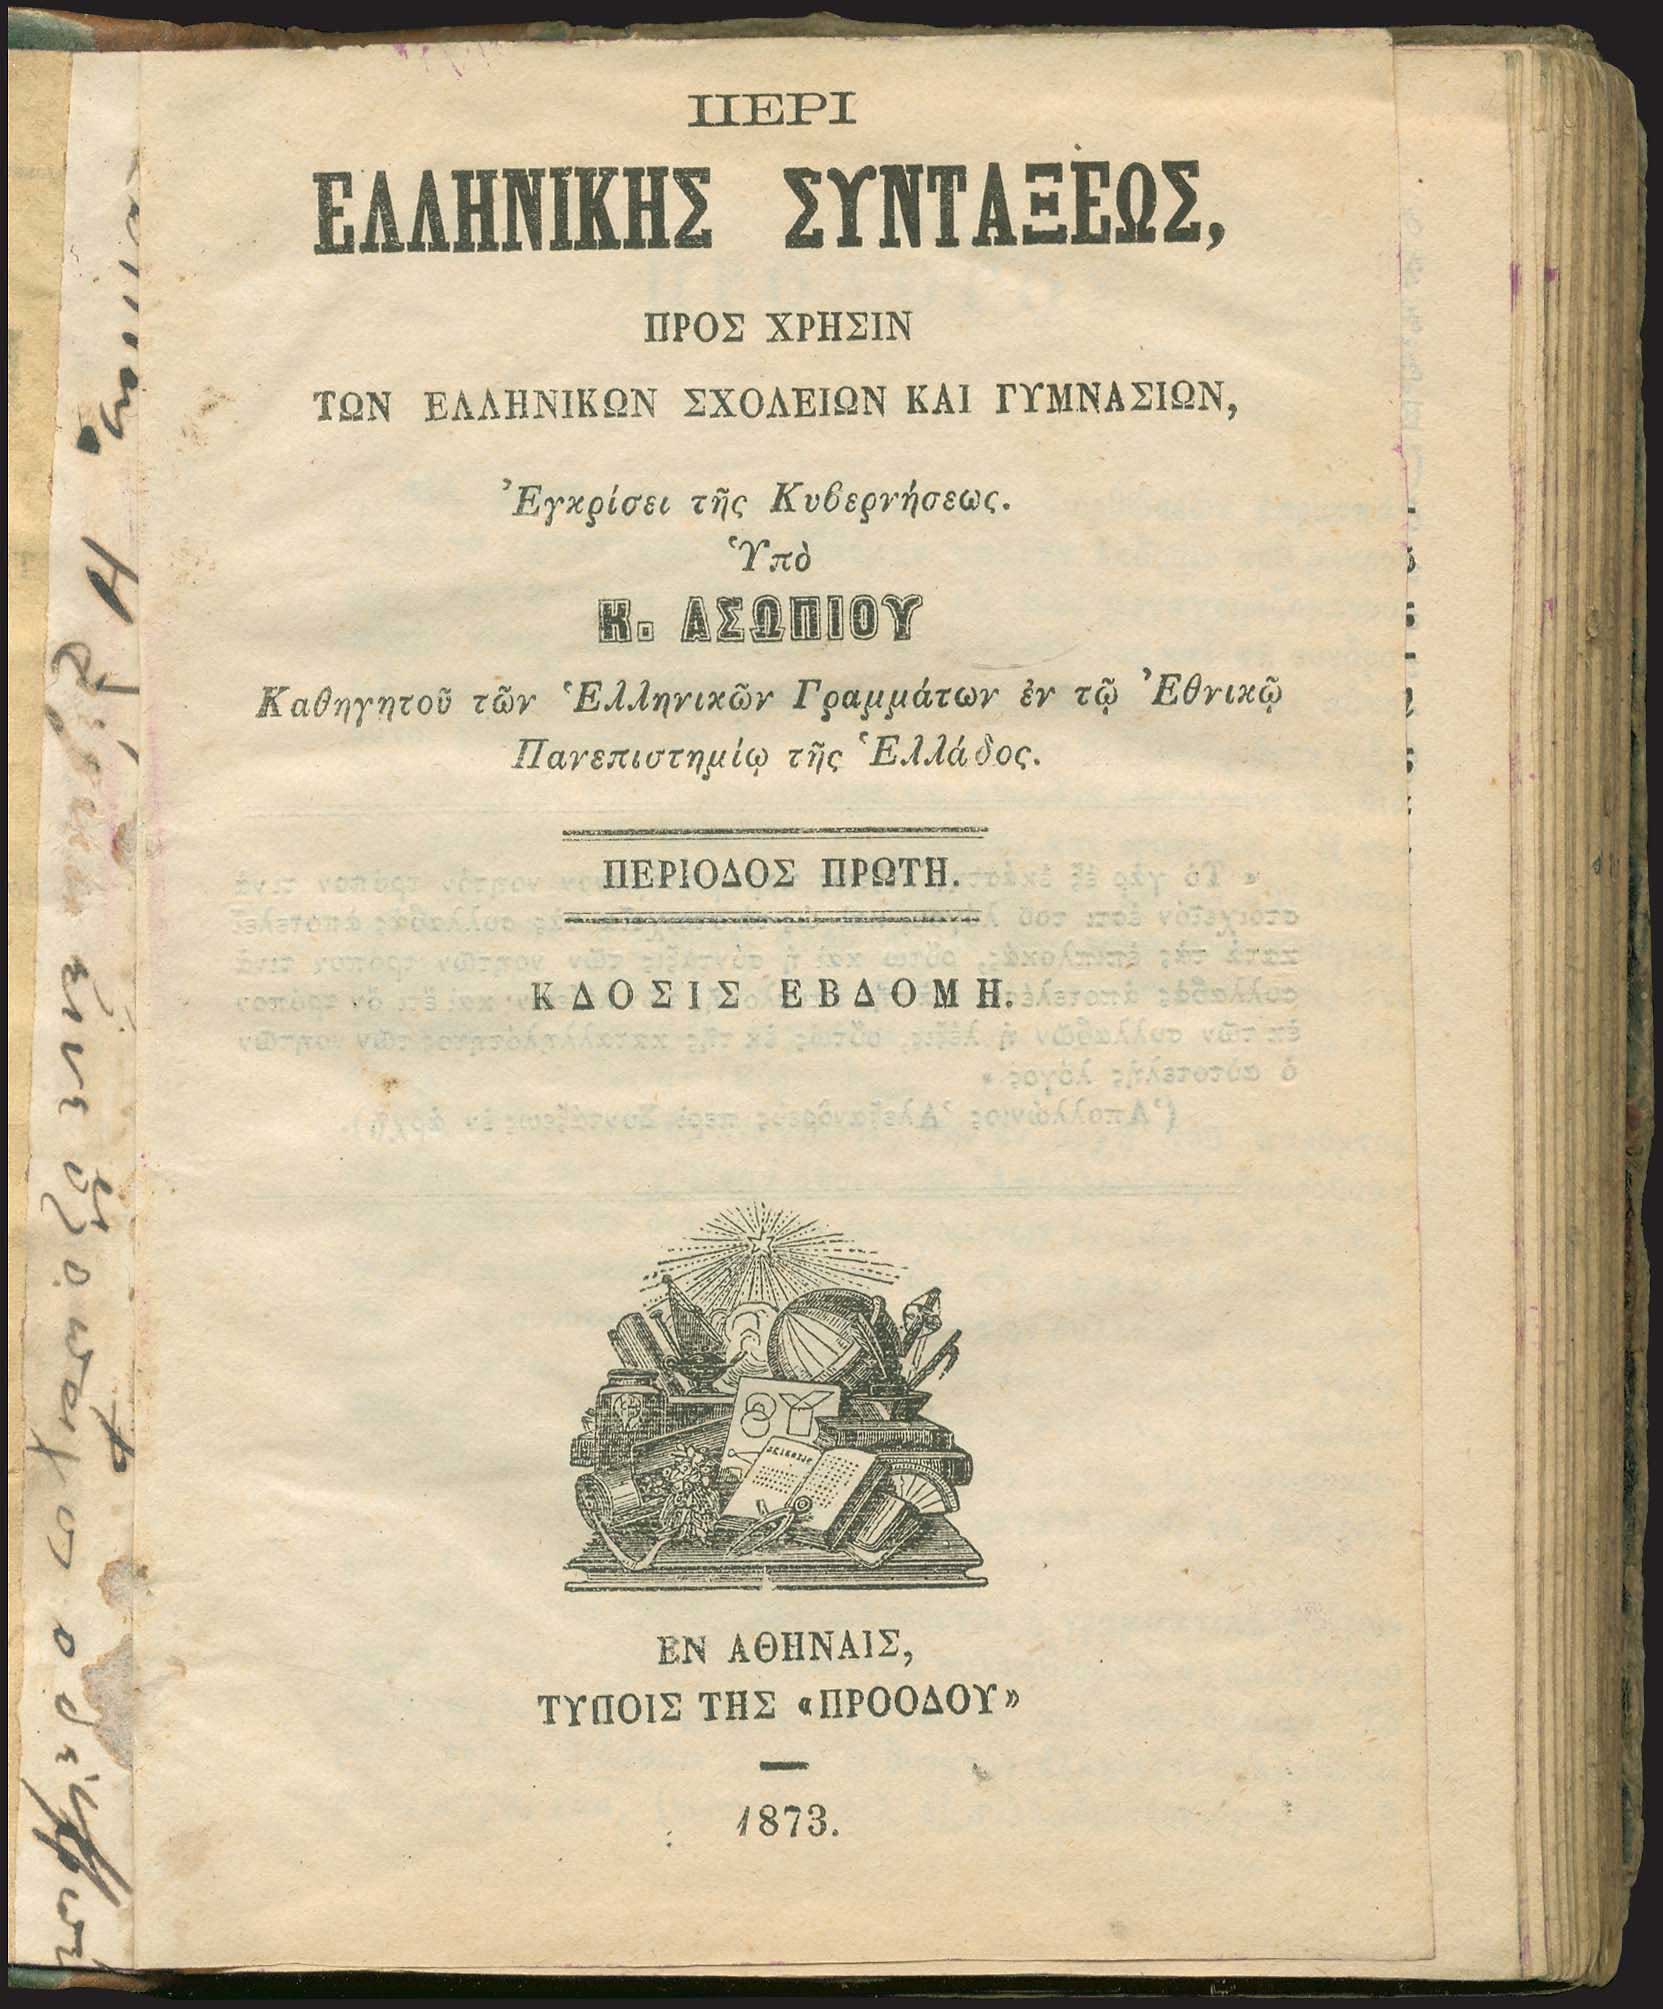 ΠΕΡΙ
ΕΛΛΗΝΙΚΗΣ ΣΥΝΤΑΞΕΩΣ,
ΠΡΟΣ ΧΡΗΣΙΝ
ΤΩΝ ΕΛΛΗΝΙΚΩΝ ΣΧΟΛΕΙΩΝ ΚΑΙ ΓΥΜΝΑΣΙΩΝ,
Ἐγκρίσει τῆς Κυβερνήσεως.
Ὑπὸ
Κ. ΑΣΩΠΙΟΥ
Καθηγητοῦ τῶν Ἑλληνικῶν Γραμμάτων ἐν τῷ Ἐθνικῷ
Πανεπιστημίῳ τῆς Ἑλλάδος.
ΠΕΡΙΟΔΟΣ ΠΡΩΤΗ.
ΚΔΟΣΙΣ ΕΒΔΟΜΗ.
ΕΝ ΑΘΗΝΑΙΣ,
ΤΥΠΟΙΣ ΤΗΣ «ΠΡΟΟΔΟΥ»
1873.